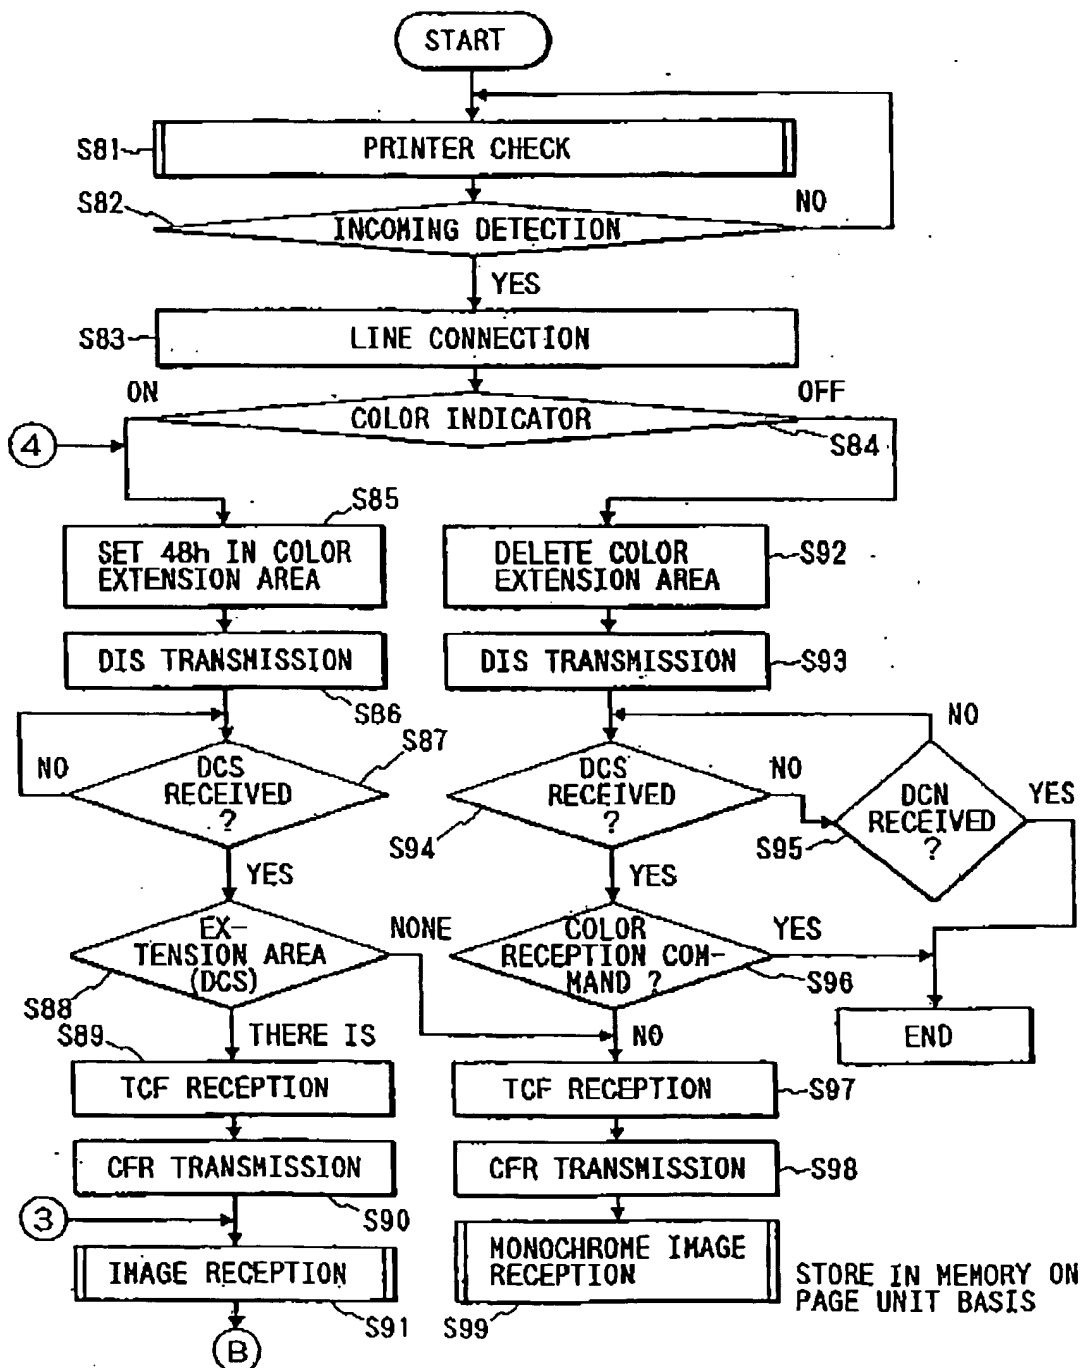 START
S81
PRINTER CHECK
S82
INCOMING DETECTION
NO
YES
S83
LINE CONNECTION
ON
COLOR INDICATOR
OFF
S84
4
S85
SET 48h IN COLOR
EXTENSION AREA
DELETE COLOR
EXTENSION AREA
S92
DIS TRANSMISSION
S86
DIS TRANSMISSION
S93
NO
DCS
RECEIVED
?
S87
YES
DCS
RECEIVED
?
S94
NO
YES
NO
DCN
RECEIVED
?
S95
YES
EX-
TENSION AREA
(DCS)
S88
NONE
THERE IS
COLOR
RECEPTION COM-
MAND ?
YES
S96
NO
END
S89
TCF RECEPTION
TCF RECEPTION
S97
CFR TRANSMISSION
S90
CFR TRANSMISSION
S98
3
IMAGE RECEPTION
S91
MONOCHROME IMAGE
RECEPTION
S99
STORE IN MEMORY ON
PAGE UNIT BASIS
B